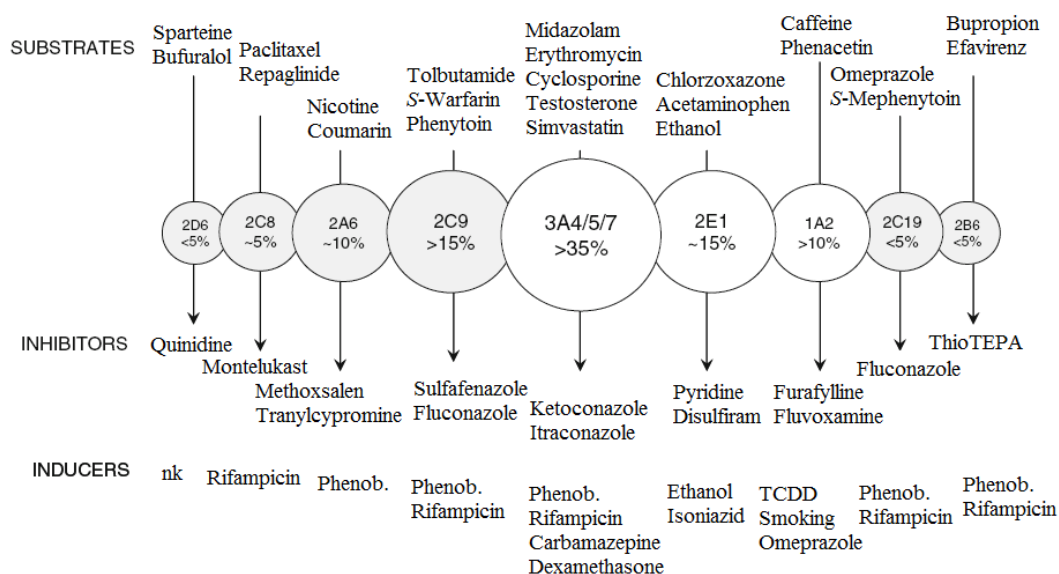 SUBSTRATES
Sparteine
Bufuralol
Paclitaxel
Repaglinide
Nicotine
Coumarin
Tolbutamide
S-Warfarin
Phenytoin
Midazolam
Erythromycin
Cyclosporine
Testosterone
Simvastatin
Chlorzoxazone
Acetaminophen
Ethanol
Caffeine
Phenacetin
Omeprazole
S-Mephenytoin
Bupropion
Efavirenz
2D6
<5%
2C8
~5%
2A6
~10%
2C9
>15%
3A4/5/7
>35%
2E1
~15%
1A2
>10%
2C19
<5%
2B6
<5%
INHIBITORS
Quinidine
Montelukast
Methoxsalen
Tranylcypromine
Sulfafenazole
Fluconazole
Ketoconazole
Itraconazole
Pyridine
Disulfiram
Furafylline
Fluvoxamine
Fluconazole
ThioTEPA
INDUCERS
nk
Rifampicin
Phenob.
Phenob.
Rifampicin
Phenob.
Rifampicin
Carbamazepine
Dexamethasone
Ethanol
Isoniazid
TCDD
Smoking
Omeprazole
Phenob.
Rifampicin
Phenob.
Rifampicin